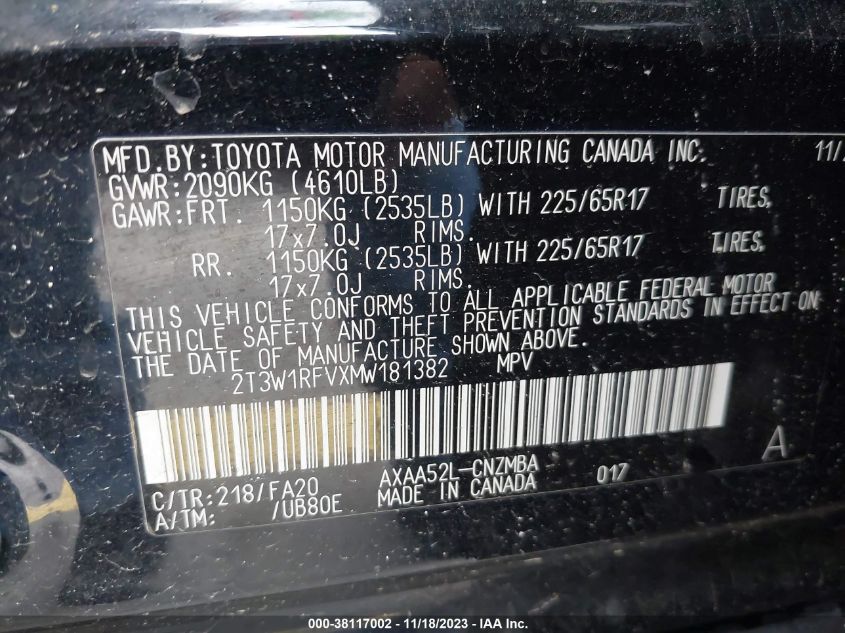 MFD.BY:TOYOTA MOTOR MANUFACTURING CANADA INC. 11/
GVWR:2090KG (4610LB)
GAWR:FRT. 1150KG (2535LB) WITH 225/65R17 TIRES,
17x7.0J RIMS.
RR. 1150KG (2535LB) WITH 225/65R17 TIRES,
17x7.0J RIMS.
THIS VEHICLE CONFORMS TO ALL APPLICABLE FEDERAL MOTOR
VEHICLE SAFETY AND THEFT PREVENTION STANDARDS IN EFFECT ON
THE DATE OF MANUFACTURE SHOWN ABOVE.
2T3W1RFVXMW181382 MPV
A
C/TR:218/FA20 AXAA52L-CNZMBA 017
A/TM: /UB80E MADE IN CANADA
000-38117002 - 11/18/2023 - IAA Inc.